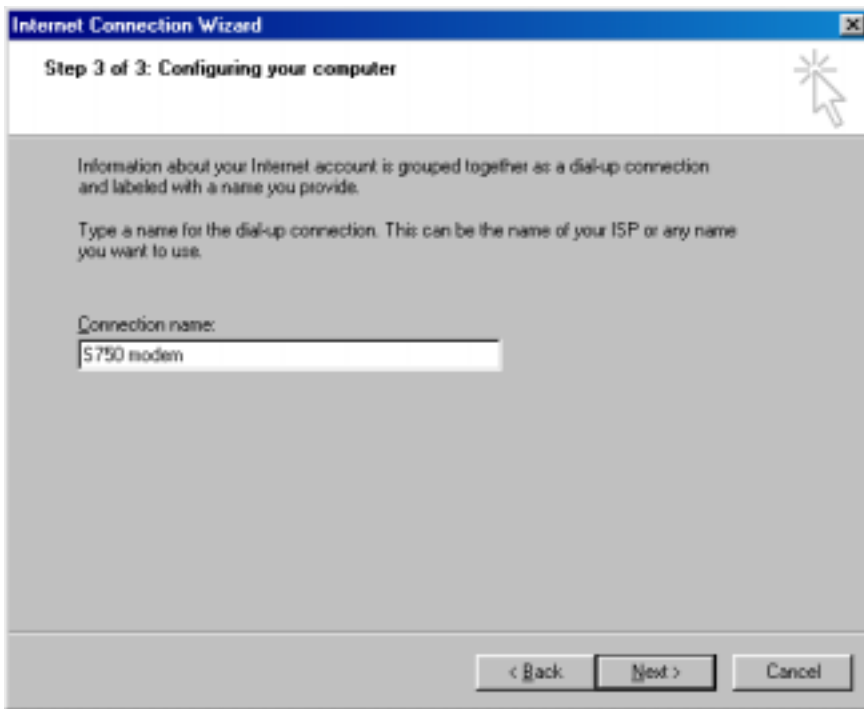 Internet Connection Wizard
Step 3 of 3: Configuring your computer
Information about your Internet account is grouped together as a dial-up connection
and labeled with a name you provide.
Type a name for the dial-up connection. This can be the name of your ISP or any name
you want to use.
Connection name:
S750 modem
< Back
Next >
Cancel